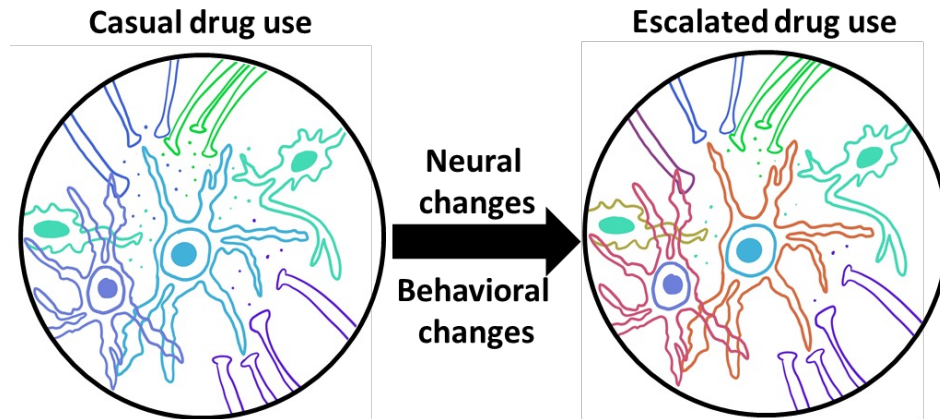 Casual drug use
Escalated drug use
Neural
changes
Behavioral
changes